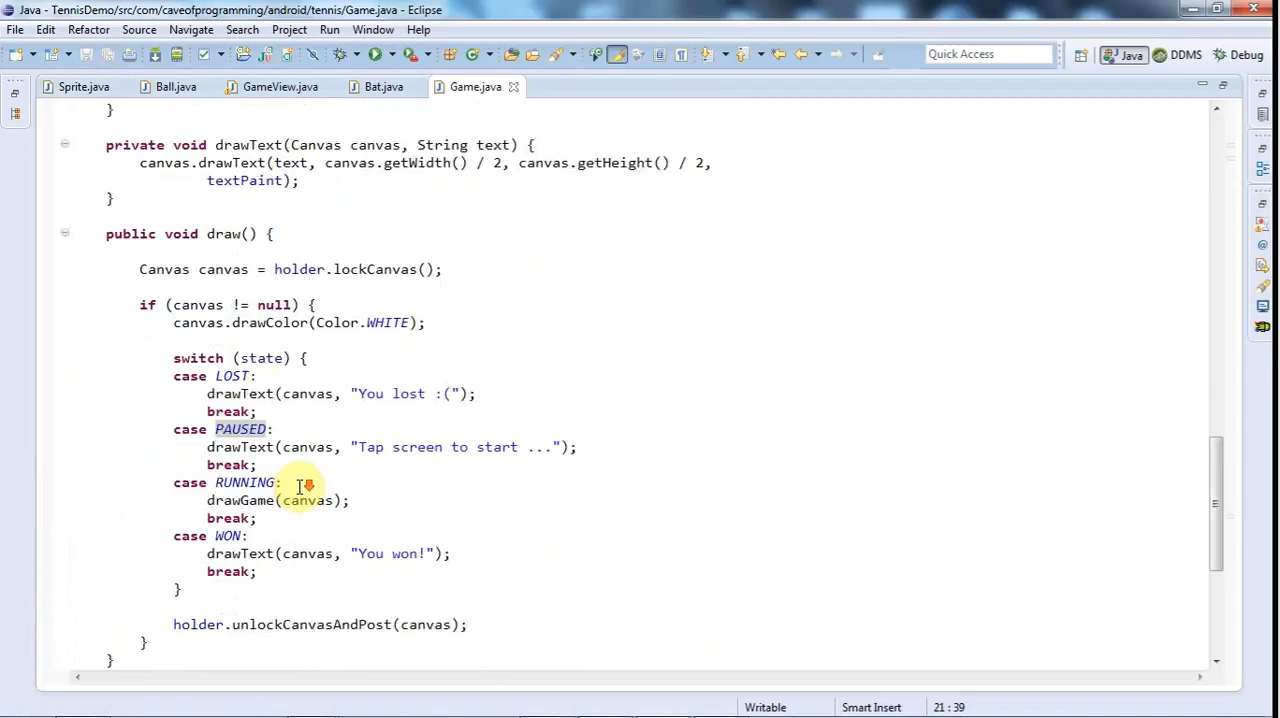 Java - TennisDemo/src/com/caveofprogramming/android/tennis/Game.java - Eclipse
File Edit Refactor Source Navigate Search Project Run Window Help
Quick Access Java DDMS Debug
Sprite.java Ball.java GameView.java Bat.java Game.java
}
private void drawText(Canvas canvas, String text) {
canvas.drawText(text, canvas.getWidth() / 2, canvas.getHeight() / 2,
textPaint);
}
public void draw() {
Canvas canvas = holder.lockCanvas();
if (canvas != null) {
canvas.drawColor(Color.WHITE);
switch (state) {
case LOST:
drawText(canvas, "You lost :(");
break;
case PAUSED:
drawText(canvas, "Tap screen to start ...");
break;
case RUNNING:
drawGame(canvas);
break;
case WON:
drawText(canvas, "You won!");
break;
}
holder.unlockCanvasAndPost(canvas);
}
}
Writable Smart Insert 21 : 39